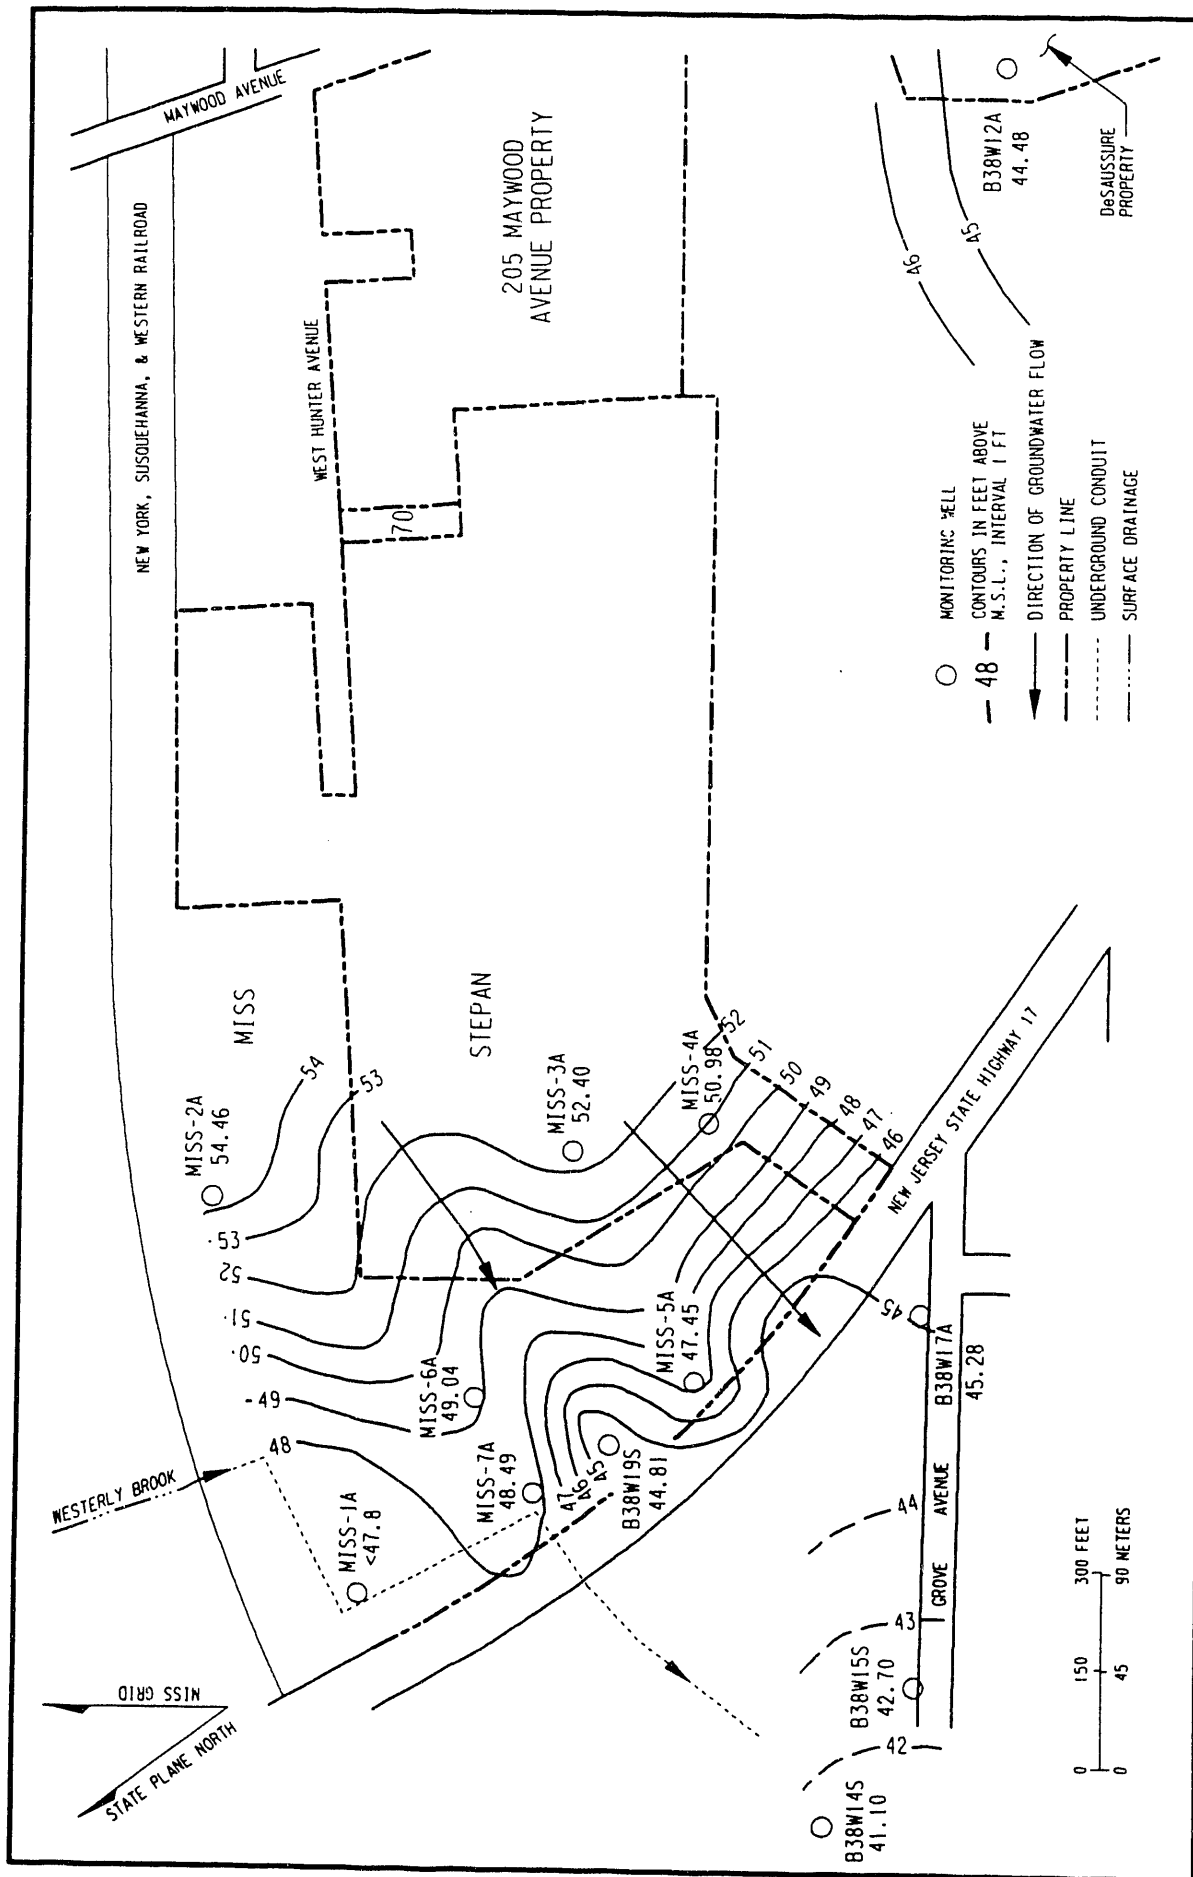 MAYWOOD AVENUE
NEW YORK, SUSQUEHANNA, & WESTERN RAILROAD
WEST HUNTER AVENUE
205 MAYWOOD
AVENUE PROPERTY
70
MISS
STEPAN
B38W12A
44.48
DeSAUSSURE
PROPERTY
46
45
MISS-2A
54.46
54
53
MISS-3A
52.40
MISS-4A
50.98
52
51
50
49
48
47
46
53
52
51
50
49
48
MISS-6A
49.04
MISS-5A
47.45
MISS-7A
48.49
MISS-1A
<47.8
B38W19S
44.81
47
46
45
45
WESTERLY BROOK
NEW JERSEY STATE HIGHWAY 17
B38W17A
45.28
GROVE AVENUE
44
43
42
B38W15S
42.70
B38W14S
41.10
MISS GRID
STATE PLANE NORTH
MONITORING WELL
48
CONTOURS IN FEET ABOVE
M.S.L., INTERVAL 1 FT
DIRECTION OF GROUNDWATER FLOW
PROPERTY LINE
UNDERGROUND CONDUIT
SURFACE DRAINAGE
0 150 300 FEET
0 45 90 METERS